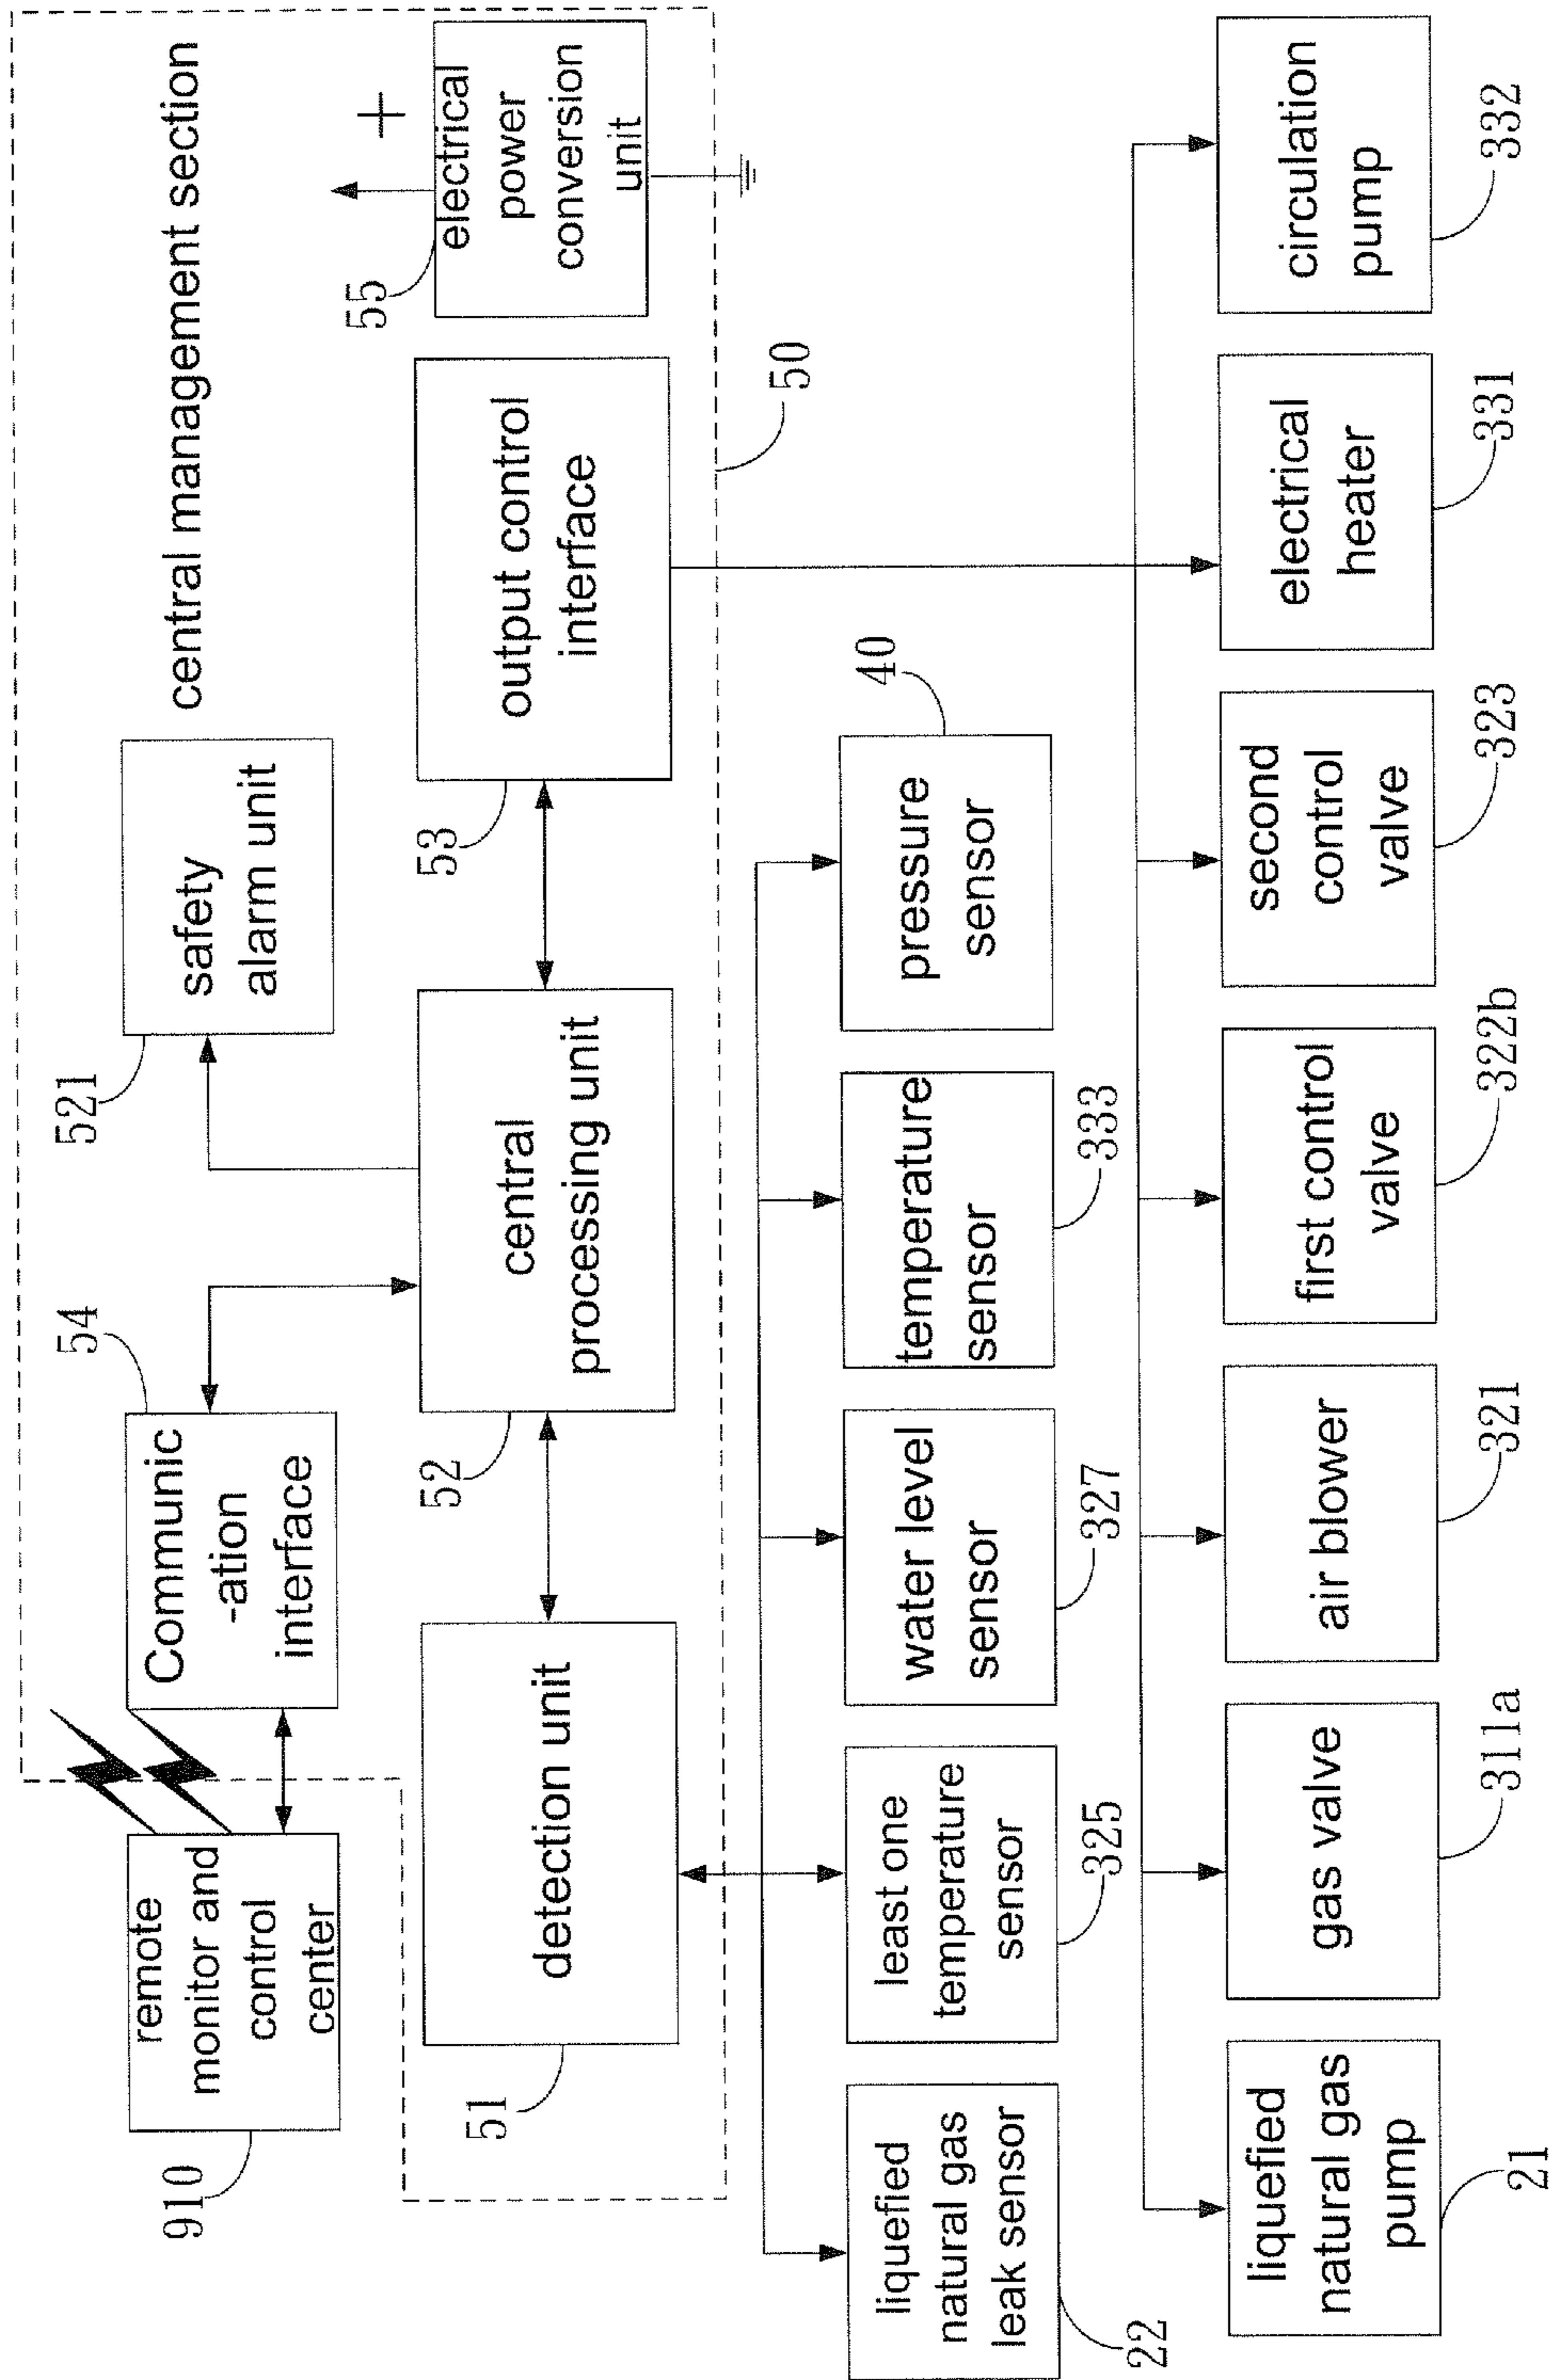 central management section
remote
monitor and
control
center
910
Communic
-ation
interface
54
safety
alarm unit
521
electrical
power
conversion
unit
55
+
detection unit
51
central
processing unit
52
output control
interface
53
50
liquefied
natural gas
leak sensor
22
least one
temperature
sensor
325
water level
sensor
327
temperature
sensor
333
pressure
sensor
40
liquefied
natural gas
pump
21
gas valve
311a
air blower
321
first control
valve
322b
second
control
valve
323
electrical
heater
331
circulation
pump
332